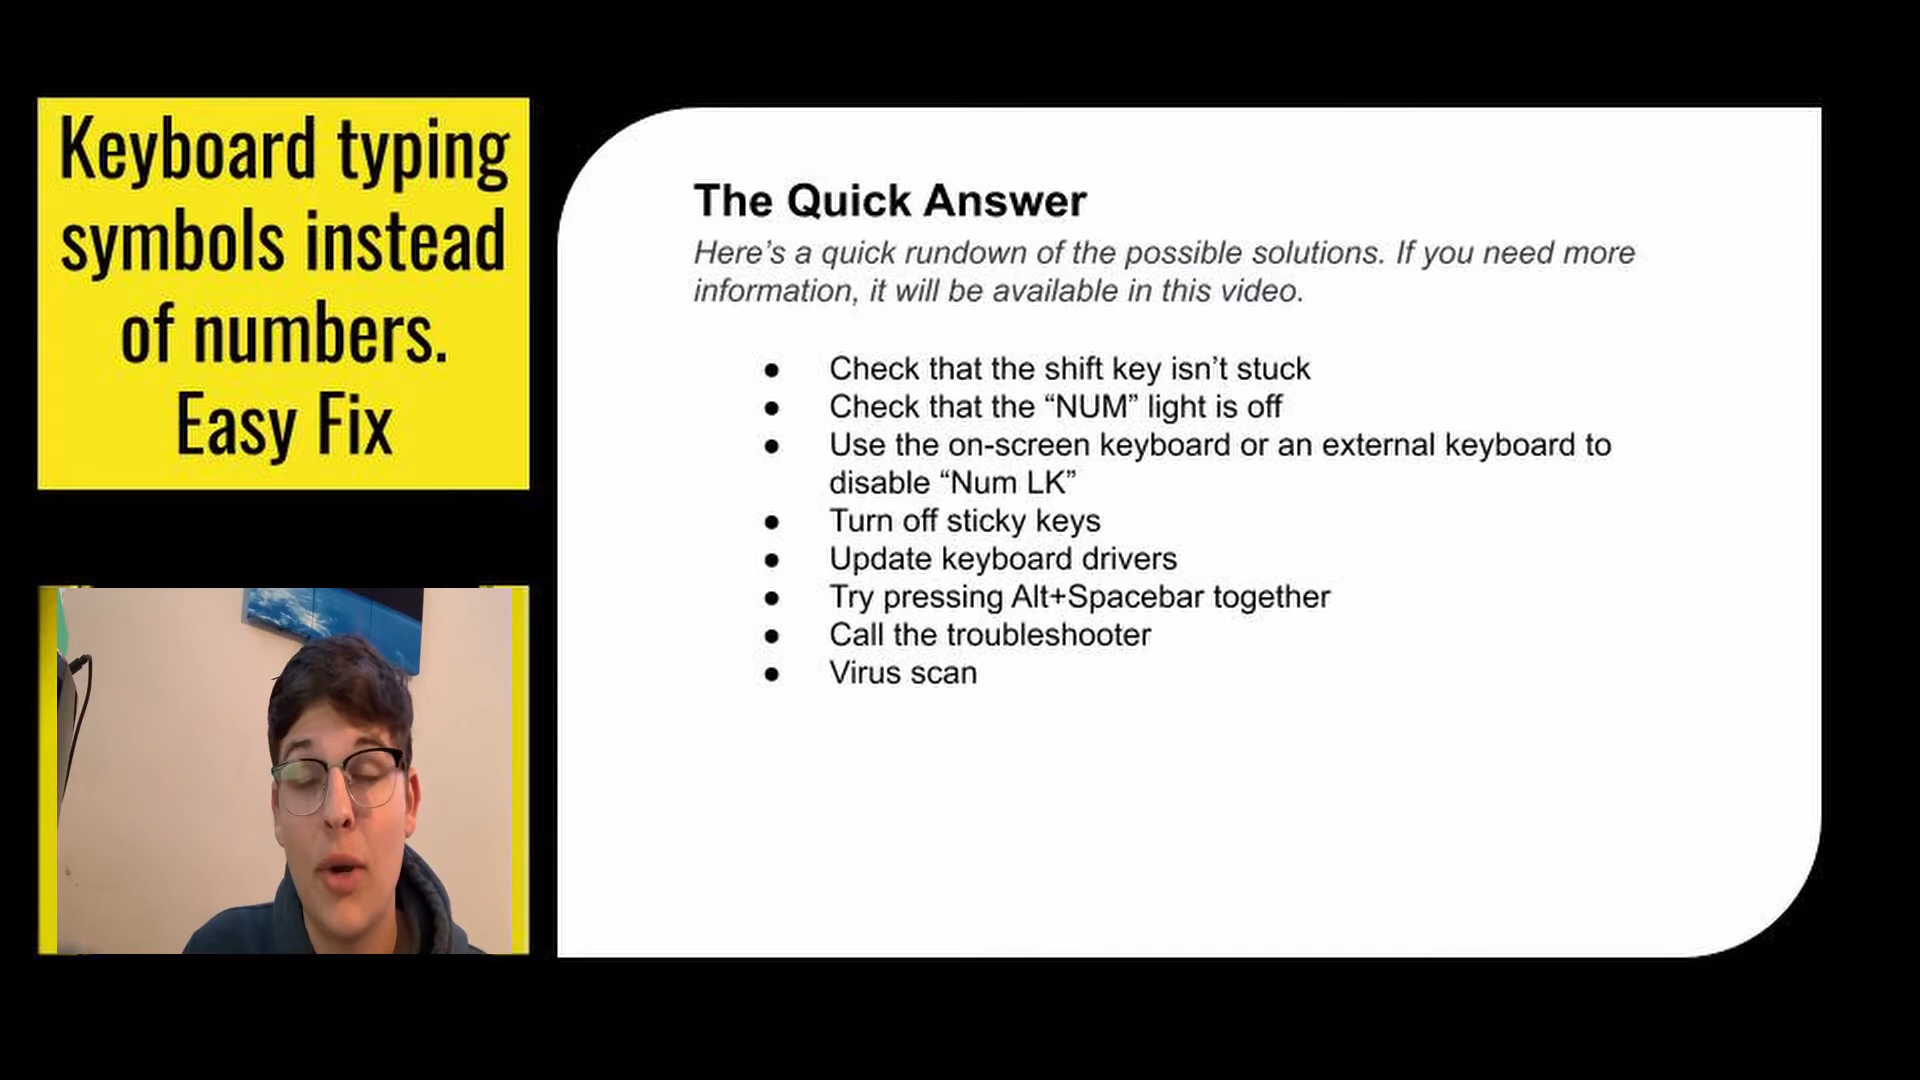 Keyboard typing
symbols instead
of numbers.
Easy Fix
The Quick Answer
Here’s a quick rundown of the possible solutions. If you need more
information, it will be available in this video.
● Check that the shift key isn’t stuck
● Check that the “NUM” light is off
● Use the on-screen keyboard or an external keyboard to
disable “Num LK”
● Turn off sticky keys
● Update keyboard drivers
● Try pressing Alt+Spacebar together
● Call the troubleshooter
● Virus scan